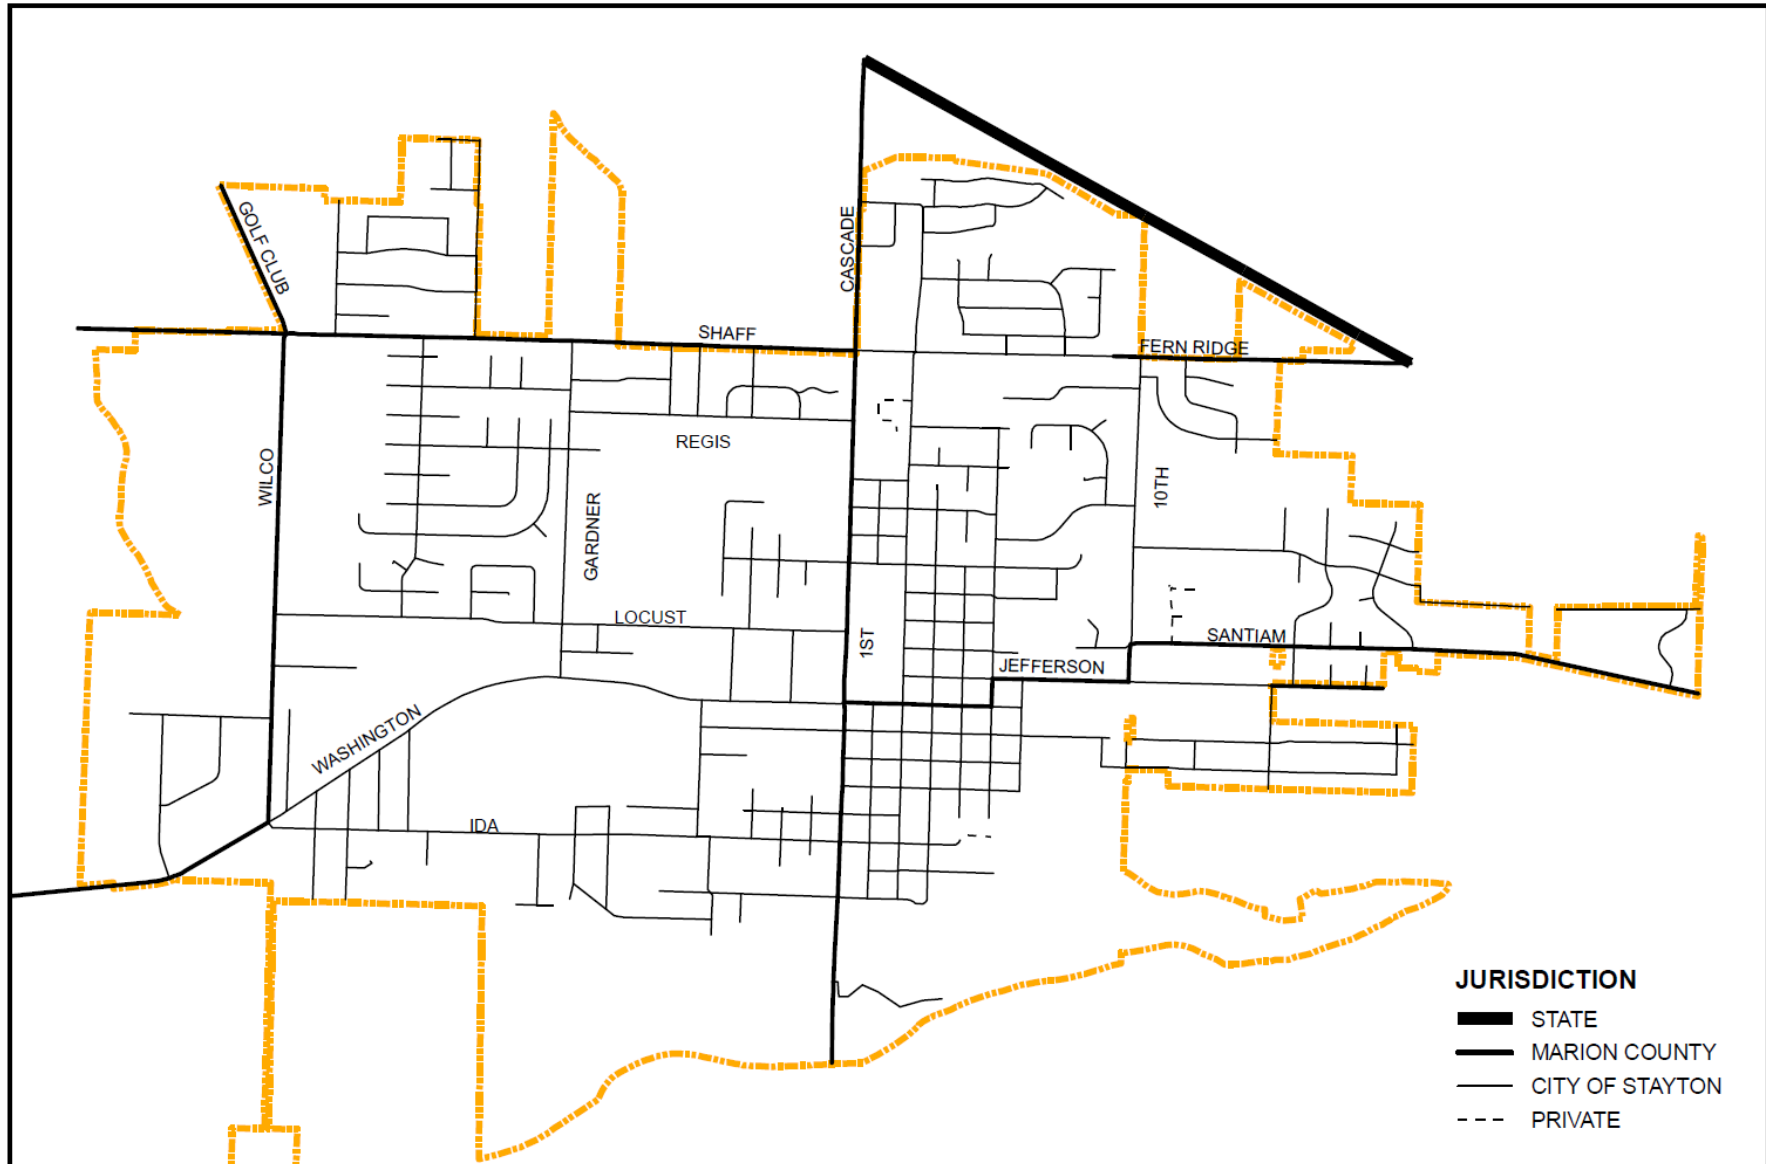 GOLF CLUB
CASCADE
SHAFF
FERN RIDGE
REGIS
WILCO
10TH
GARDNER
LOCUST
1ST
SANTIAM
JEFFERSON
WASHINGTON
IDA
JURISDICTION
STATE
MARION COUNTY
CITY OF STAYTON
PRIVATE